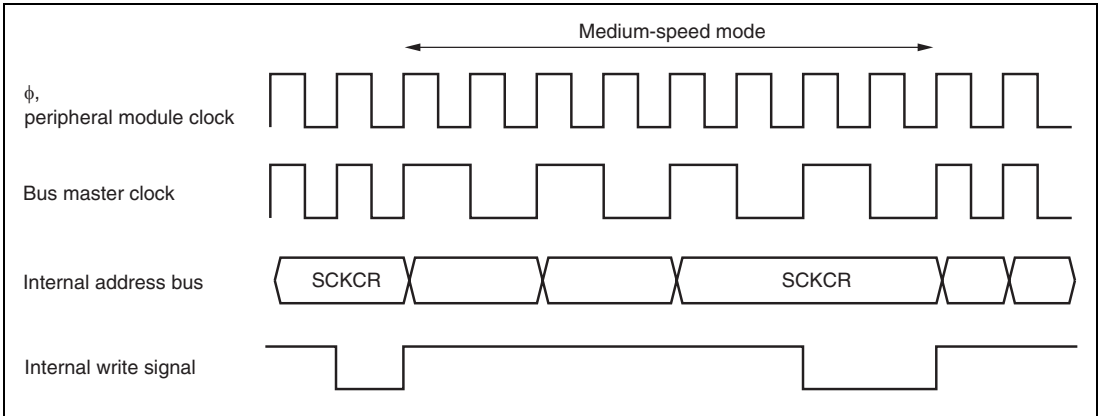 Medium-speed mode
ϕ,
peripheral module clock
Bus master clock
Internal address bus
SCKCR
SCKCR
Internal write signal